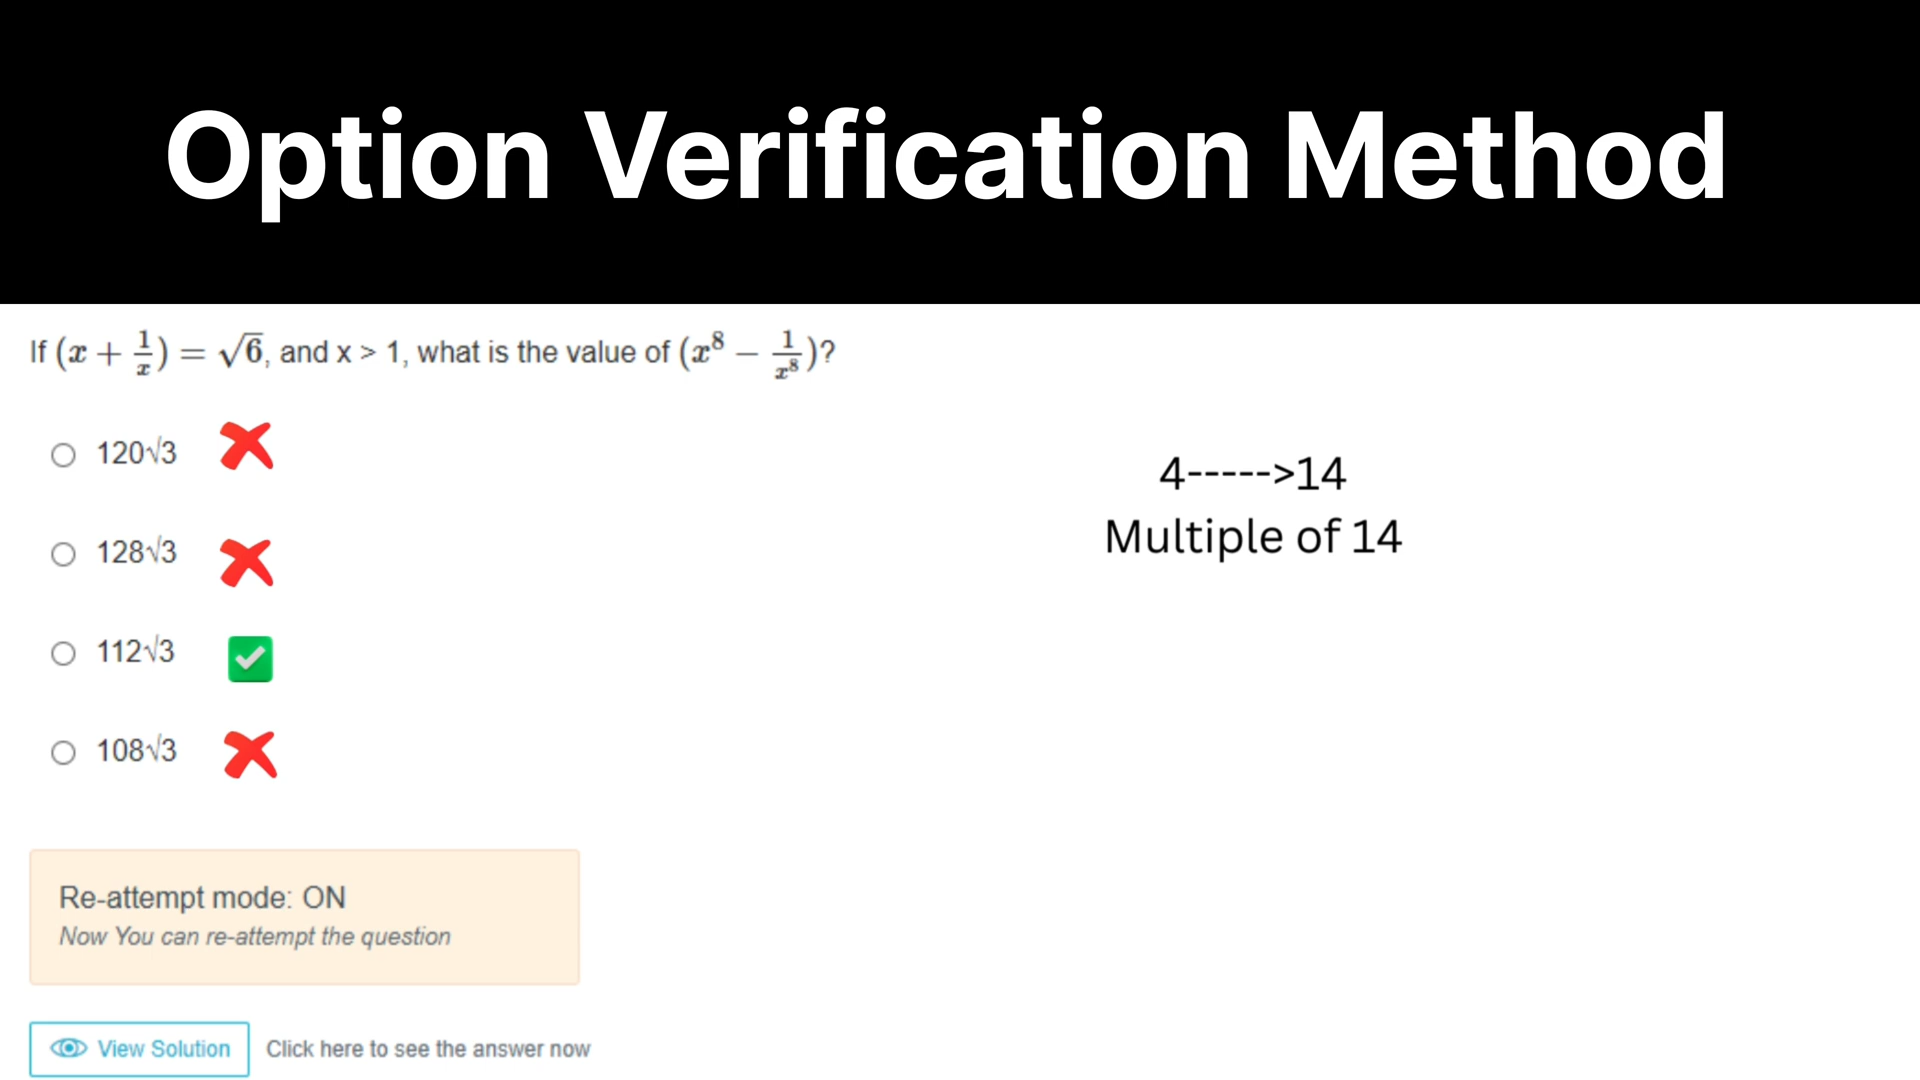 Option Verification Method
If (x + 1/x) = √6, and x > 1, what is the value of (x⁸ − 1/x⁸)?
120√3
128√3
112√3
108√3
4----->14
Multiple of 14
Re-attempt mode: ON
Now You can re-attempt the question
View Solution Click here to see the answer now